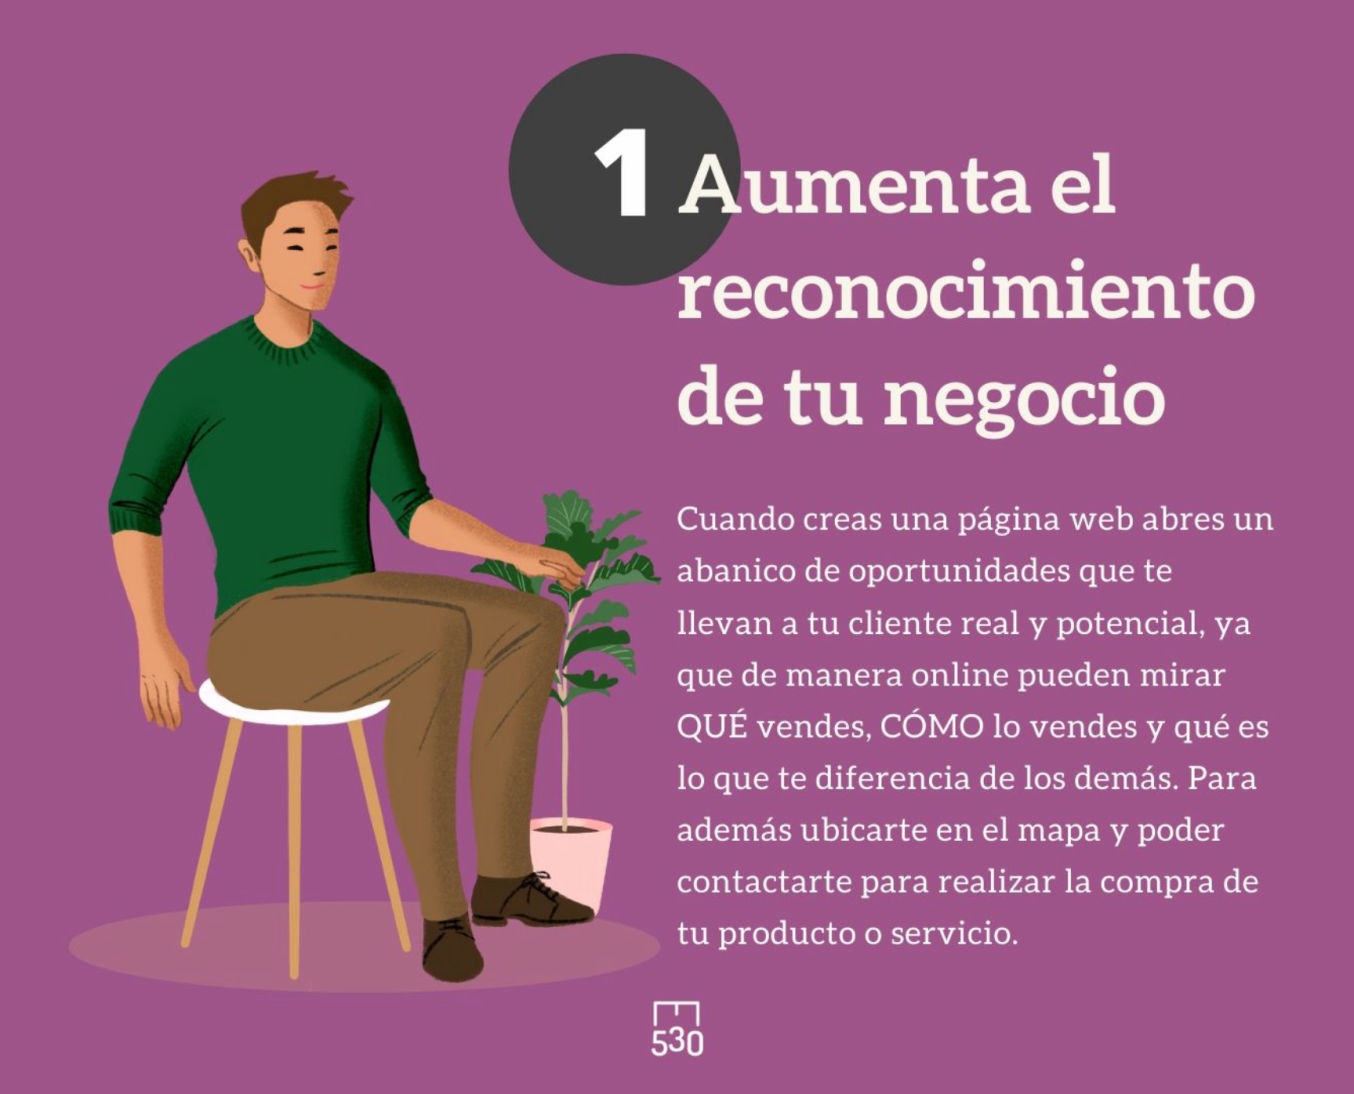 1 Aumenta el
reconocimiento
de tu negocio
Cuando creas una página web abres un
abanico de oportunidades que te
llevan a tu cliente real y potencial, ya
que de manera online pueden mirar
QUÉ vendes, CÓMO lo vendes y qué es
lo que te diferencia de los demás. Para
además ubicarte en el mapa y poder
contactarte para realizar la compra de
tu producto o servicio.
530